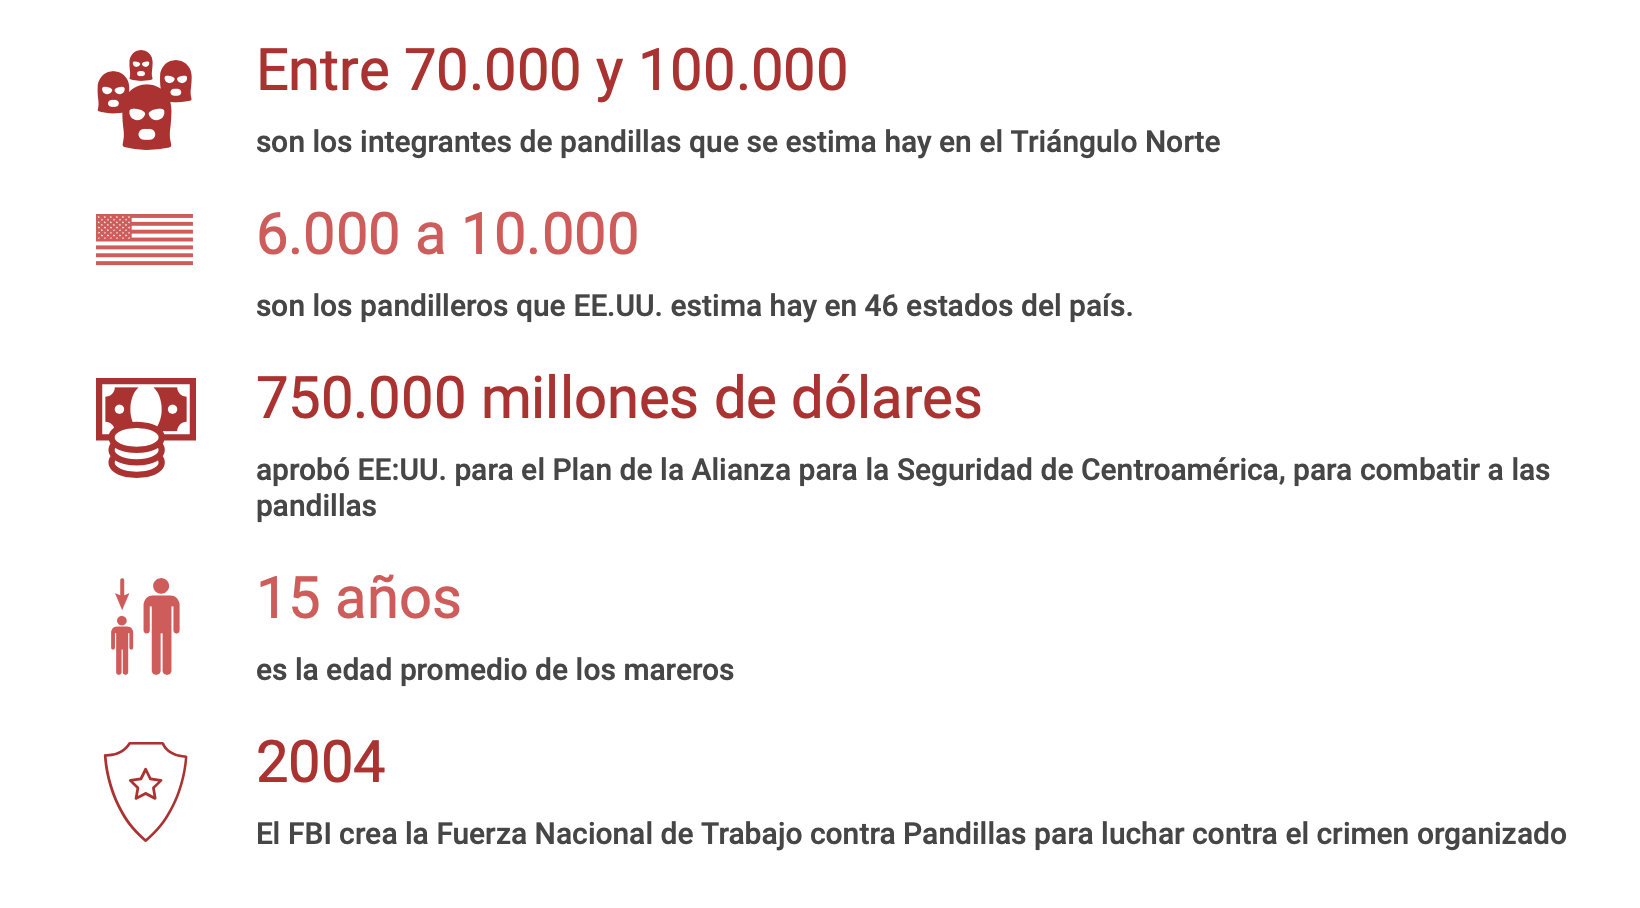 Entre 70.000 y 100.000
son los integrantes de pandillas que se estima hay en el Triángulo Norte
6.000 a 10.000
son los pandilleros que EE.UU. estima hay en 46 estados del país.
750.000 millones de dólares
aprobó EE:UU. para el Plan de la Alianza para la Seguridad de Centroamérica, para combatir a las
pandillas
15 años
es la edad promedio de los mareros
2004
El FBI crea la Fuerza Nacional de Trabajo contra Pandillas para luchar contra el crimen organizado